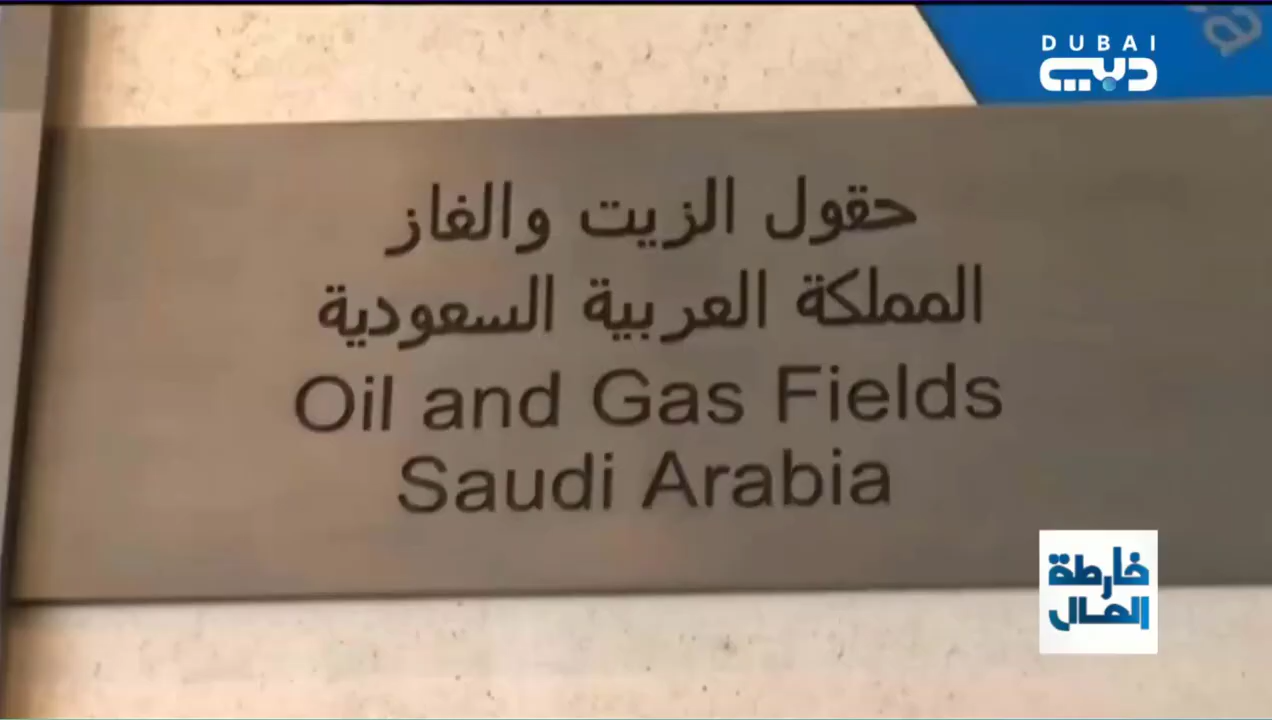 DUBAI
دبي
حقول الزيت والغاز
المملكة العربية السعودية
Oil and Gas Fields
Saudi Arabia
خارطة
المال